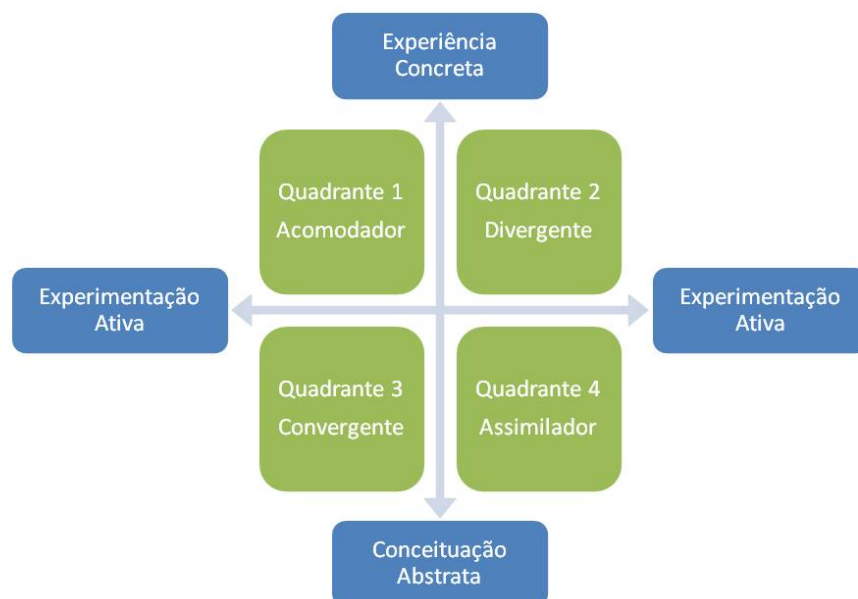 Experiência
Concreta
Quadrante 1
Acomodador
Quadrante 2
Divergente
Experimentação
Ativa
Experimentação
Ativa
Quadrante 3
Convergente
Quadrante 4
Assimilador
Conceituação
Abstrata